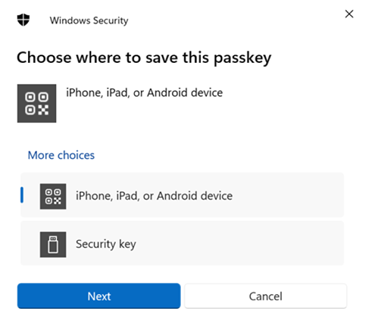 Windows Security
Choose where to save this passkey
iPhone, iPad, or Android device
More choices
iPhone, iPad, or Android device
Security key
Next
Cancel